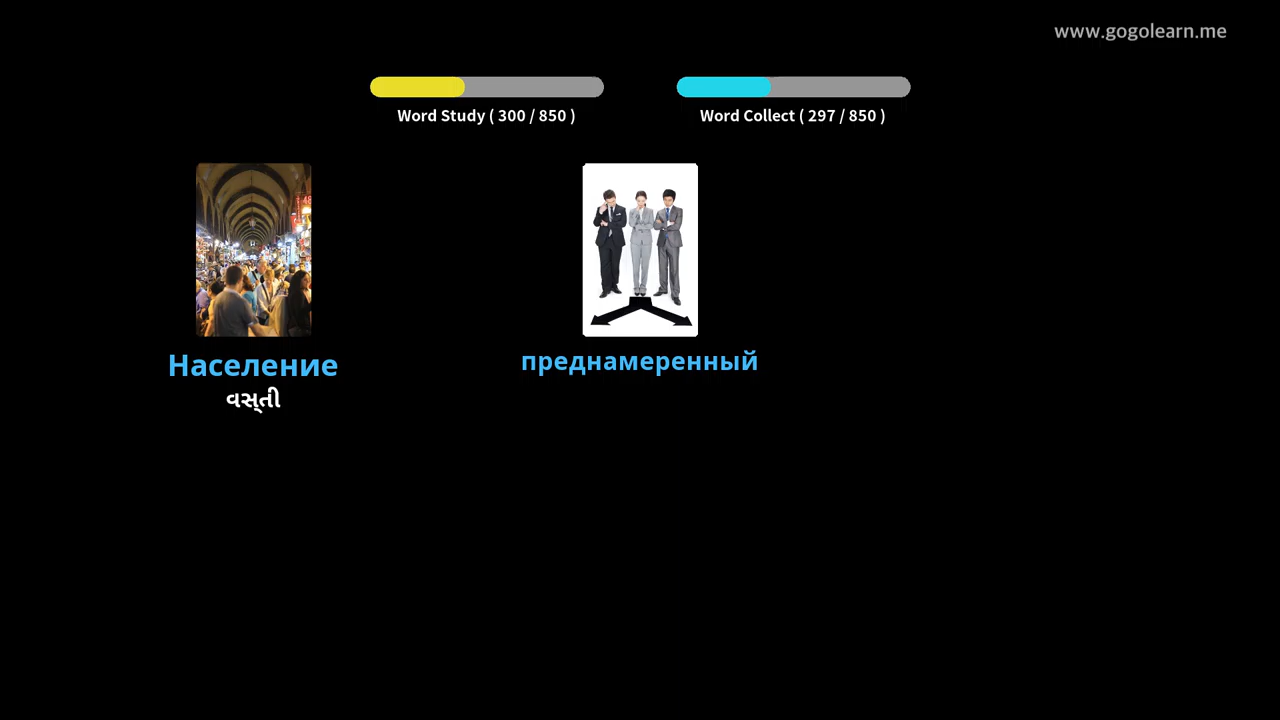 www.gogolearn.me
Word Study ( 300 / 850 )
Word Collect ( 297 / 850 )
Население
વસ્તી
преднамеренный